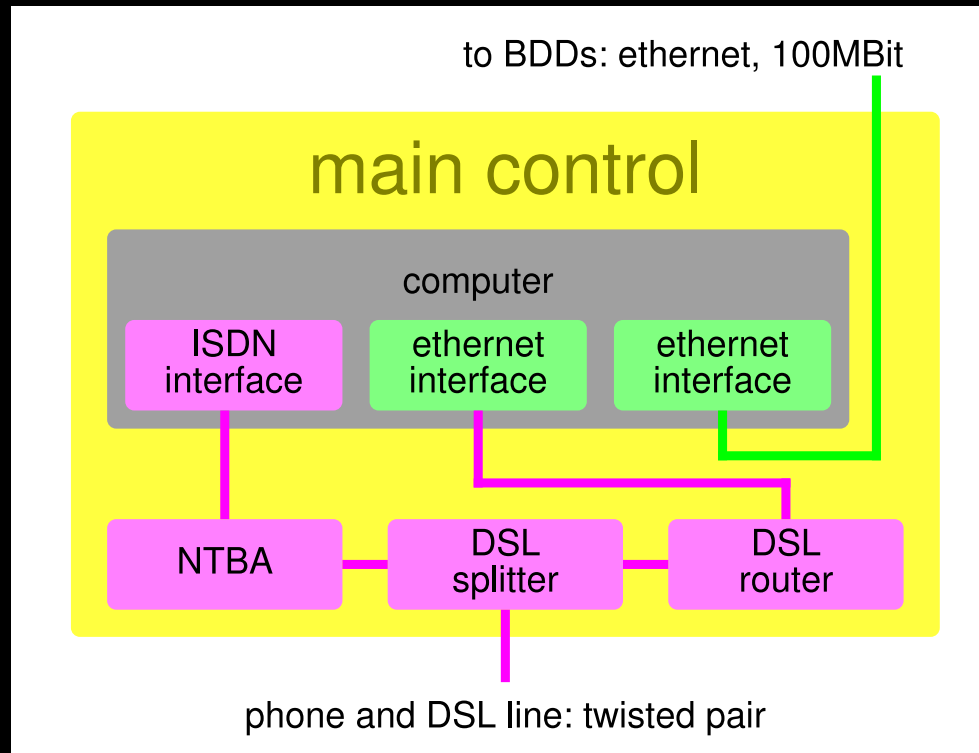 to BDDs: ethernet, 100MBit
main control
computer
ISDN
interface
ethernet
interface
ethernet
interface
NTBA
DSL
splitter
DSL
router
phone and DSL line: twisted pair